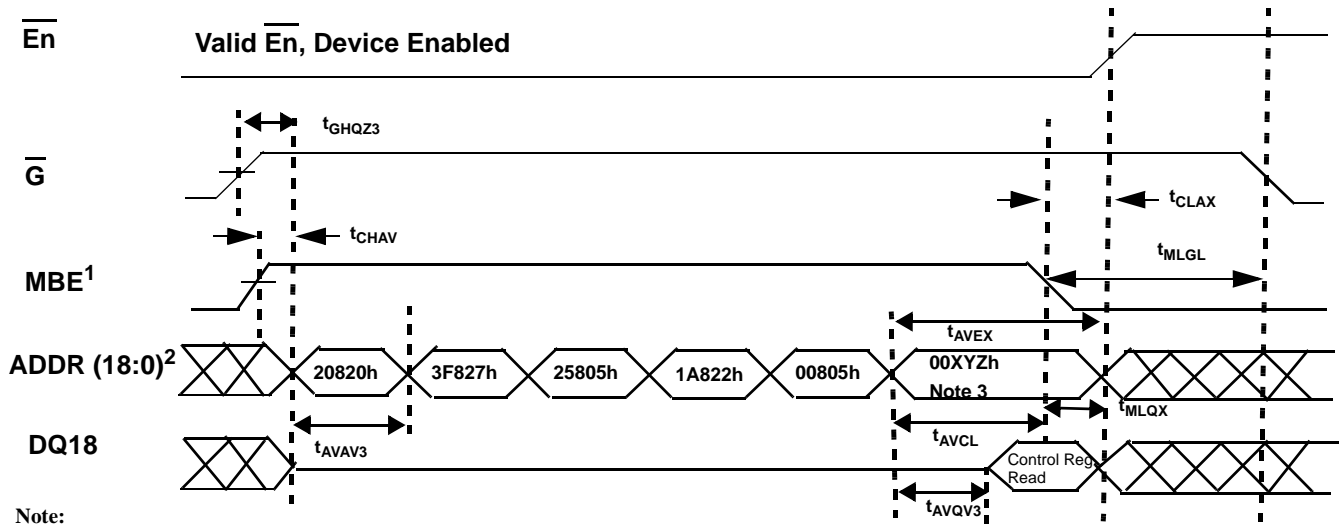 En
Valid En, Device Enabled
tGHQZ3
G
tCLAX
tCHAV
tMLGL
MBE1
tAVEX
ADDR (18:0)2
20820h
3F827h
25805h
1A822h
00805h
00XYZh
Note 3
tMLQX
tAVAV3
tAVCL
DQ18
Control Reg
Read
tAVQV3
Note: